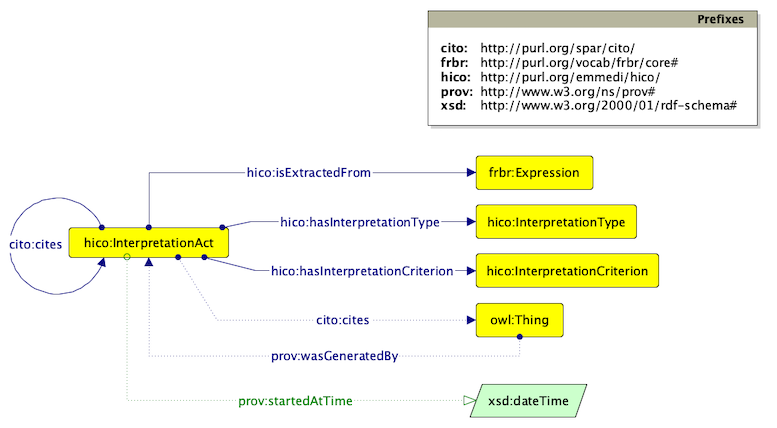 Prefixes
cito: http://purl.org/spar/cito/
frbr: http://purl.org/vocab/frbr/core#
hico: http://purl.org/emmedi/hico/
prov: http://www.w3.org/ns/prov#
xsd: http://www.w3.org/2000/01/rdf-schema#
hico:isExtractedFrom
frbr:Expression
hico:hasInterpretationType
hico:InterpretationType
cito:cites
hico:InterpretationAct
hico:hasInterpretationCriterion
hico:InterpretationCriterion
cito:cites
owl:Thing
prov:wasGeneratedBy
prov:startedAtTime
xsd:dateTime